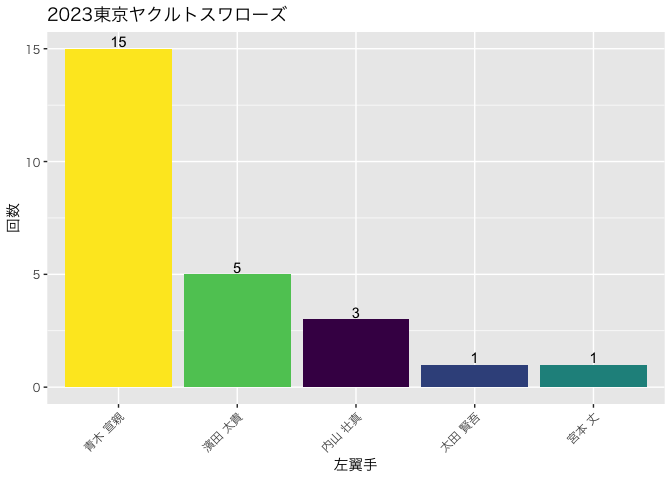 2023東京ヤクルトスワローズ
15
10
5
0
回数
15
5
3
1
1
青木 宣親
濱田 太貴
内山 壮真
太田 賢吾
宮本 丈
左翼手